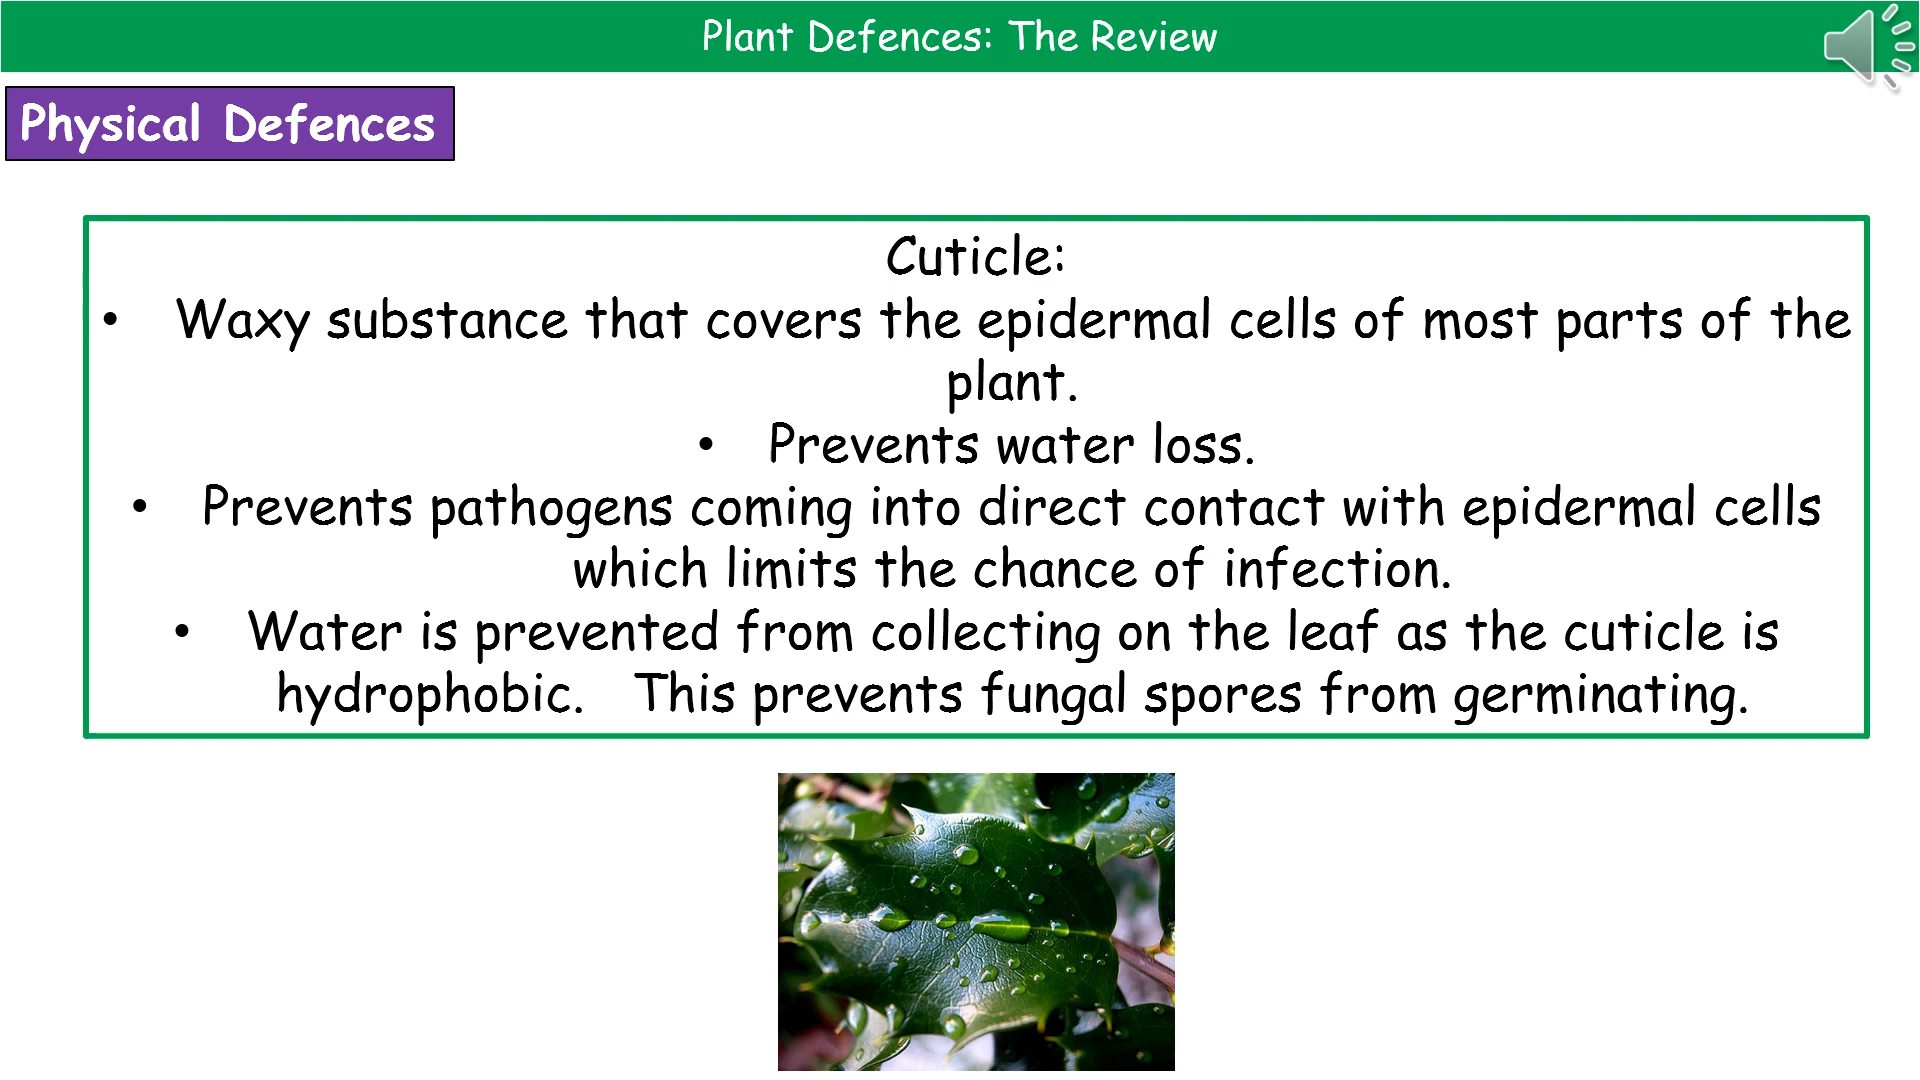 Plant Defences: The Review
Physical Defences
Cuticle:
• Waxy substance that covers the epidermal cells of most parts of the
plant.
• Prevents water loss.
• Prevents pathogens coming into direct contact with epidermal cells
which limits the chance of infection.
• Water is prevented from collecting on the leaf as the cuticle is
hydrophobic. This prevents fungal spores from germinating.